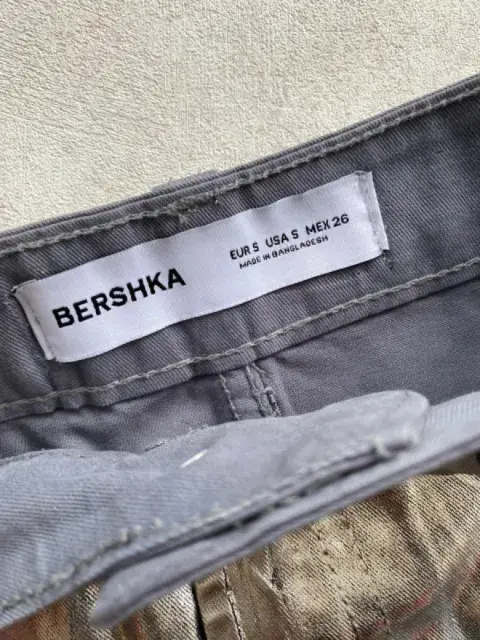 BERSHKA
EUR S USA S MEX 26
MADE IN BANGLADESH